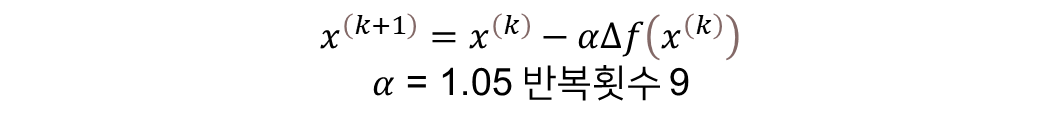 x^(k+1) = x^(k) − αΔf(x^(k))
α = 1.05 반복횟수 9